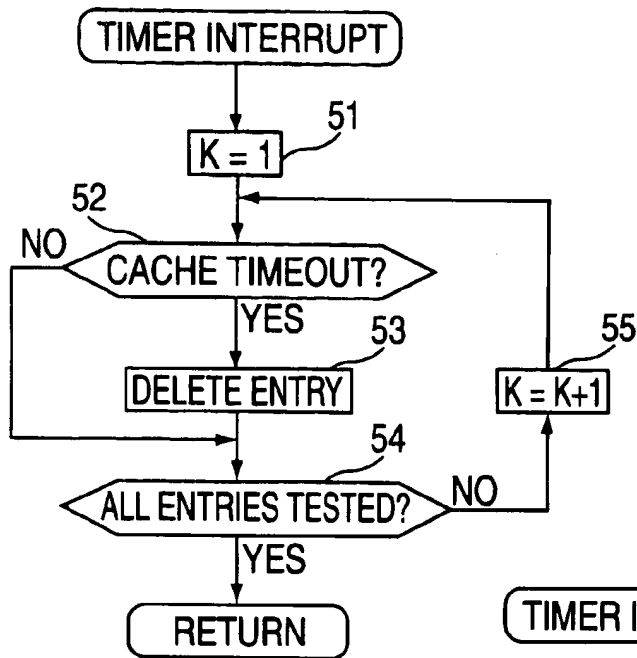 TIMER INTERRUPT
51
K = 1
52
NO
CACHE TIMEOUT?
YES
53
DELETE ENTRY
55
K = K+1
54
ALL ENTRIES TESTED?
NO
YES
RETURN
TIMER I